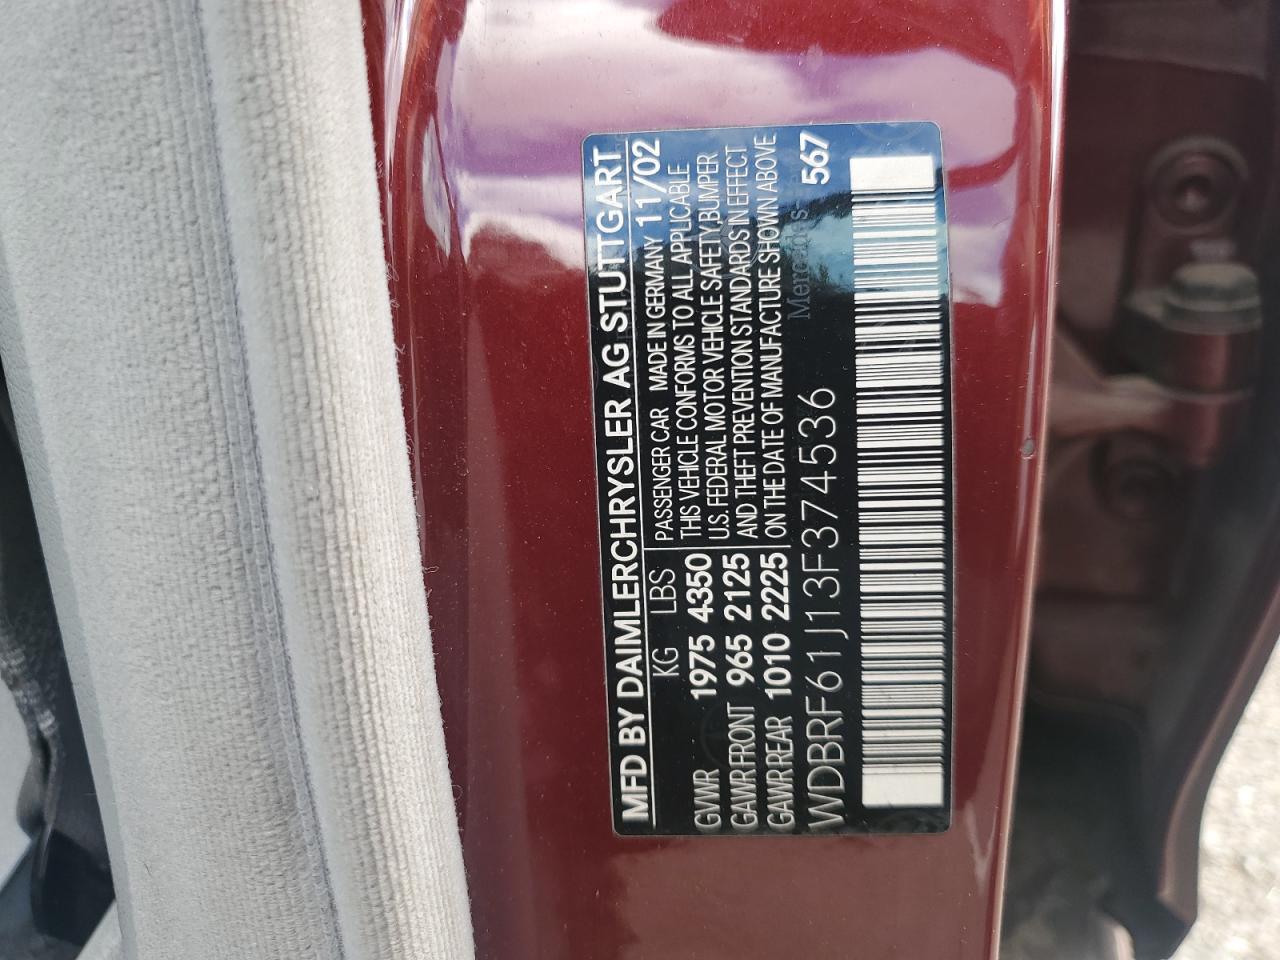 MFD BY DAIMLERCHRYSLER AG STUTTGART
KG LBS PASSENGER CAR MADE IN GERMANY 11/02
GVWR 1975 4350 THIS VEHICLE CONFORMS TO ALL APPLICABLE
U.S. FEDERAL MOTOR VEHICLE SAFETY,BUMPER
GAWR FRONT 965 2125 AND THEFT PREVENTION STANDARDS IN EFFECT
GAWR REAR 1010 2225 ON THE DATE OF MANUFACTURE SHOWN ABOVE
Mercedes
WDBRF61J13F374536 567